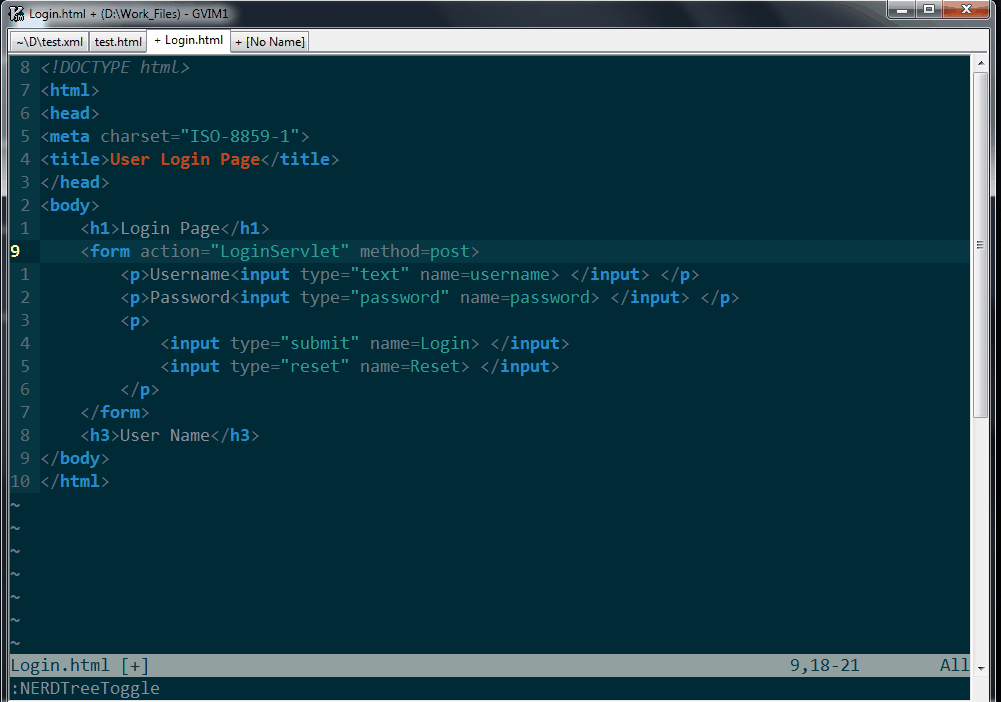 Login.html + (D:\Work_Files) - GVIM1
~\D\test.xml test.html + Login.html + [No Name]
8 <!DOCTYPE html>
7 <html>
6 <head>
5 <meta charset="ISO-8859-1">
4 <title>User Login Page</title>
3 </head>
2 <body>
1     <h1>Login Page</h1>
9     <form action="LoginServlet" method=post>
1         <p>Username<input type="text" name=username> </input> </p>
2         <p>Password<input type="password" name=password> </input> </p>
3         <p>
4             <input type="submit" name=Login> </input>
5             <input type="reset" name=Reset> </input>
6         </p>
7     </form>
8     <h3>User Name</h3>
9 </body>
10 </html>
~
~
~
~
~
~
~
Login.html [+] 9,18-21 All
:NERDTreeToggle